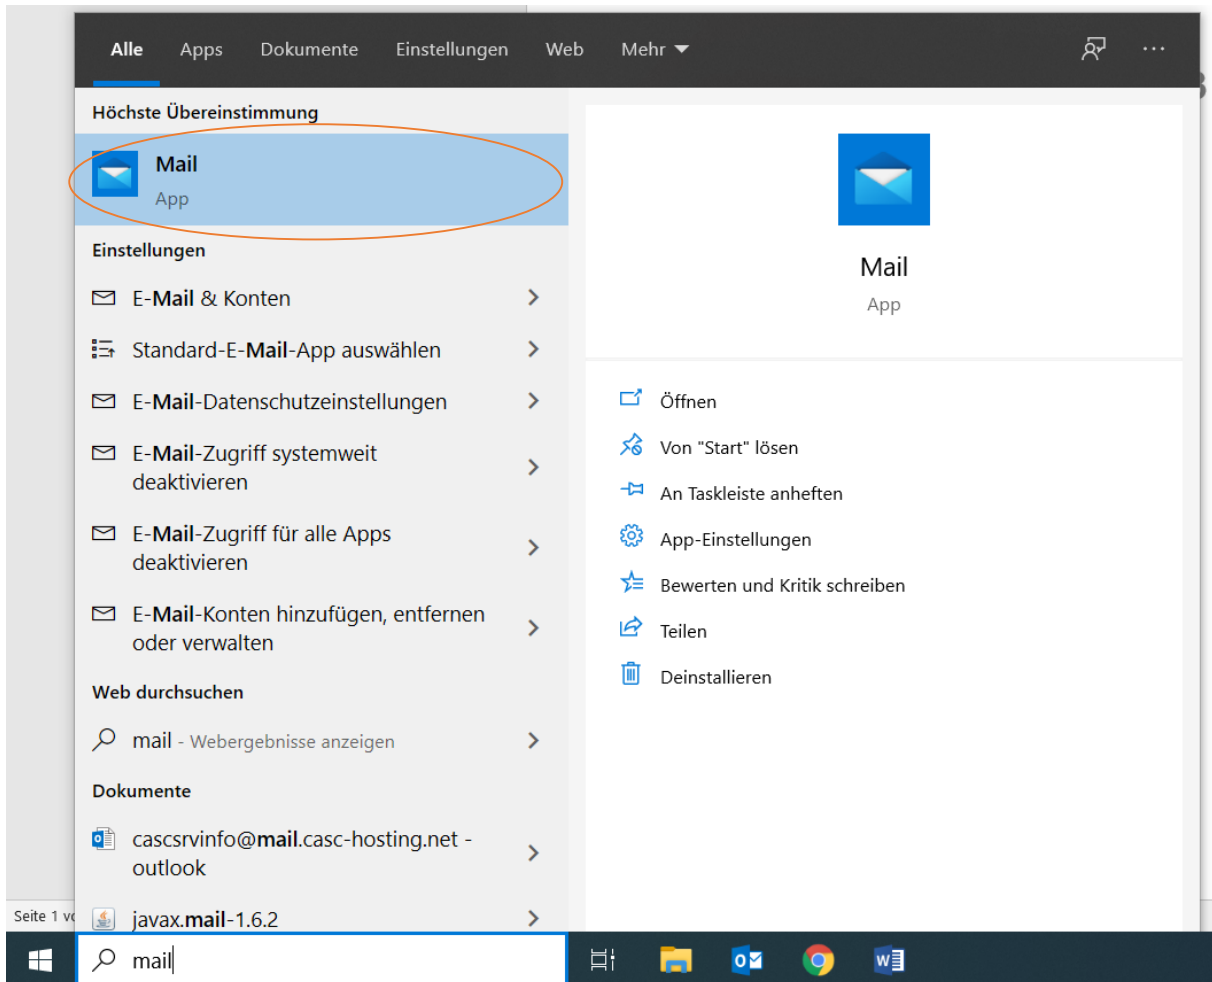 Alle Apps Dokumente Einstellungen Web Mehr
Höchste Übereinstimmung
Mail
App
Einstellungen
E-Mail & Konten
Standard-E-Mail-App auswählen
E-Mail-Datenschutzeinstellungen
E-Mail-Zugriff systemweit
deaktivieren
E-Mail-Zugriff für alle Apps
deaktivieren
E-Mail-Konten hinzufügen, entfernen
oder verwalten
Web durchsuchen
mail - Webergebnisse anzeigen
Dokumente
cascsrvinfo@mail.casc-hosting.net -
outlook
javax.mail-1.6.2
Mail
App
Öffnen
Von "Start" lösen
An Taskleiste anheften
App-Einstellungen
Bewerten und Kritik schreiben
Teilen
Deinstallieren
Seite 1
mail